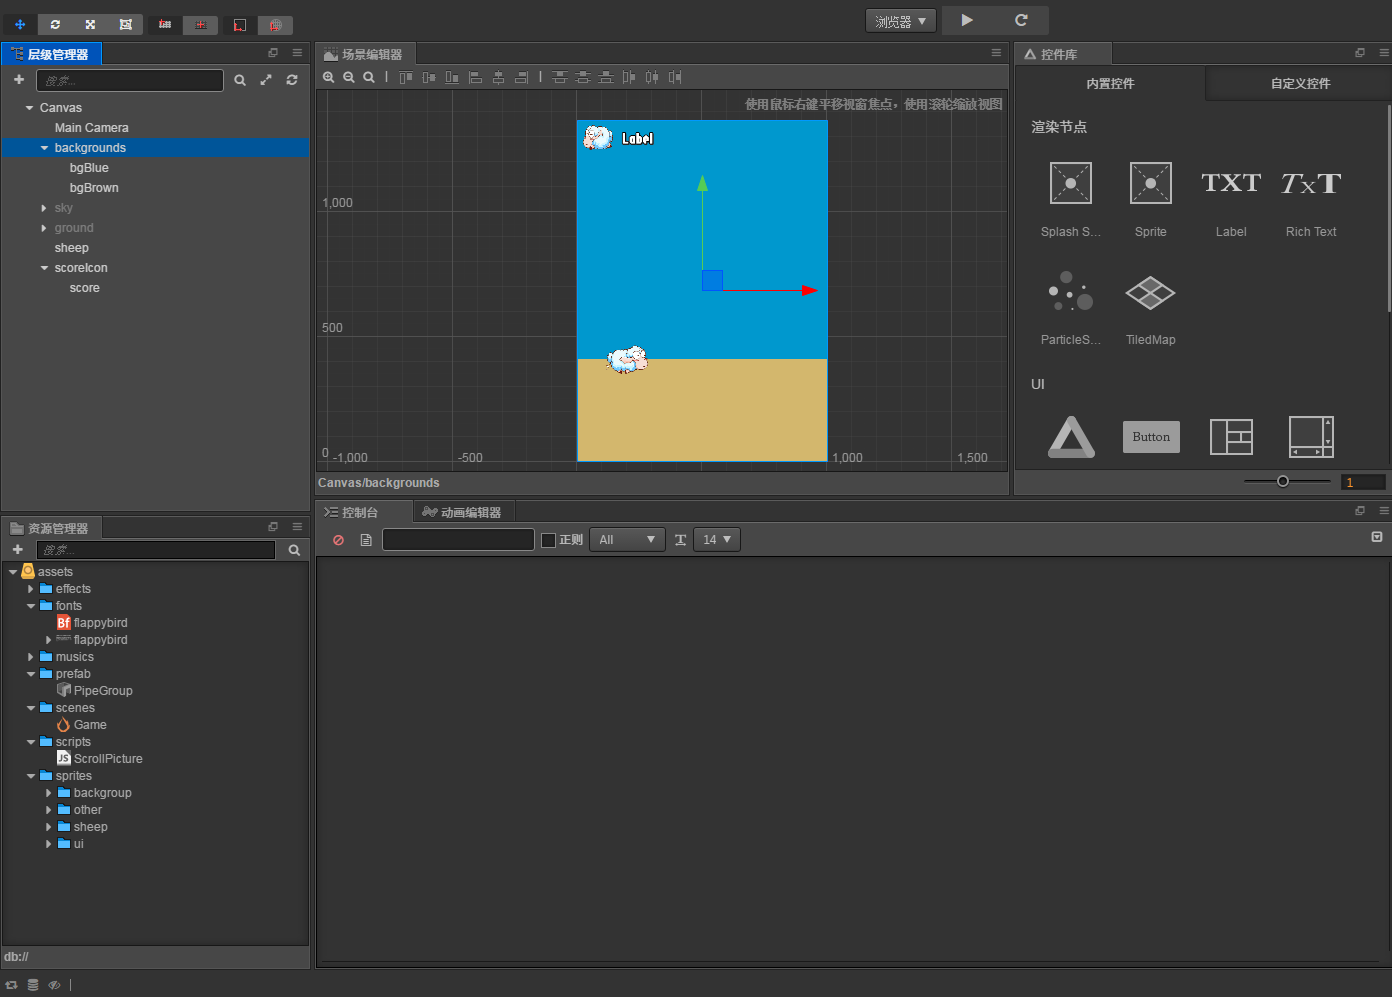 浏览器
层级管理器
搜索...
Canvas
Main Camera
backgrounds
bgBlue
bgBrown
sky
ground
sheep
scoreIcon
score
场景编辑器
使用鼠标右键平移视窗焦点，使用滚轮缩放视图
Label
1,000
500
0
-1,000
-500
1,000
1,500
Canvas/backgrounds
控件库
内置控件
自定义控件
渲染节点
TXT
TXT
Splash S...
Sprite
Label
Rich Text
ParticleS...
TiledMap
UI
Button
1
资源管理器
搜索...
assets
effects
fonts
Bf flappybird
flappybird
musics
prefab
PipeGroup
scenes
Game
scripts
JS ScrollPicture
sprites
backgroup
other
sheep
ui
db://
控制台
动画编辑器
正则
All
14